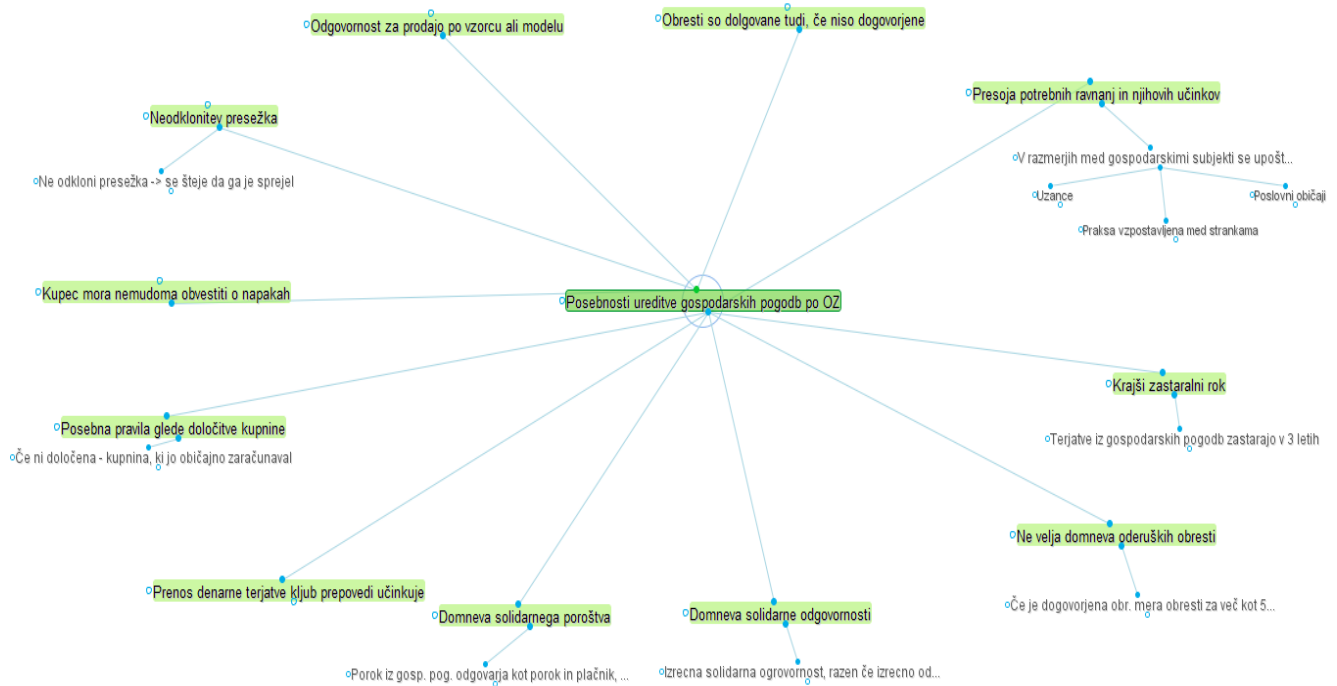 Odgovornost za prodajo po vzorcu ali modelu
Obresti so dolgovane tudi, če niso dogovorjene
Presoja potrebnih ravnanj in njihovih učinkov
V razmerjih med gospodarskimi subjekti se upošt...
Uzance
Poslovni običaji
Praksa vzpostavljena med strankama
Neodklonitev presežka
Ne odkloni presežka -> se šteje da ga je sprejel
Kupec mora nemudoma obvestiti o napakah
Posebnosti ureditve gospodarskih pogodb po OZ
Krajši zastaralni rok
Terjatve iz gospodarskih pogodb zastarajo v 3 letih
Posebna pravila glede določitve kupnine
Če ni določena - kupnina, ki jo običajno zaračunaval
Ne velja domneva oderuških obresti
Če je dogovorjena obr. mera obresti za več kot 5...
Prenos denarne terjatve kljub prepovedi učinkuje
Domneva solidarnega poroštva
Porok iz gosp. pog. odgovarja kot porok in plačnik, ...
Domneva solidarne odgovornosti
Izrecna solidarna ogrovornost, razen če izrecno od...